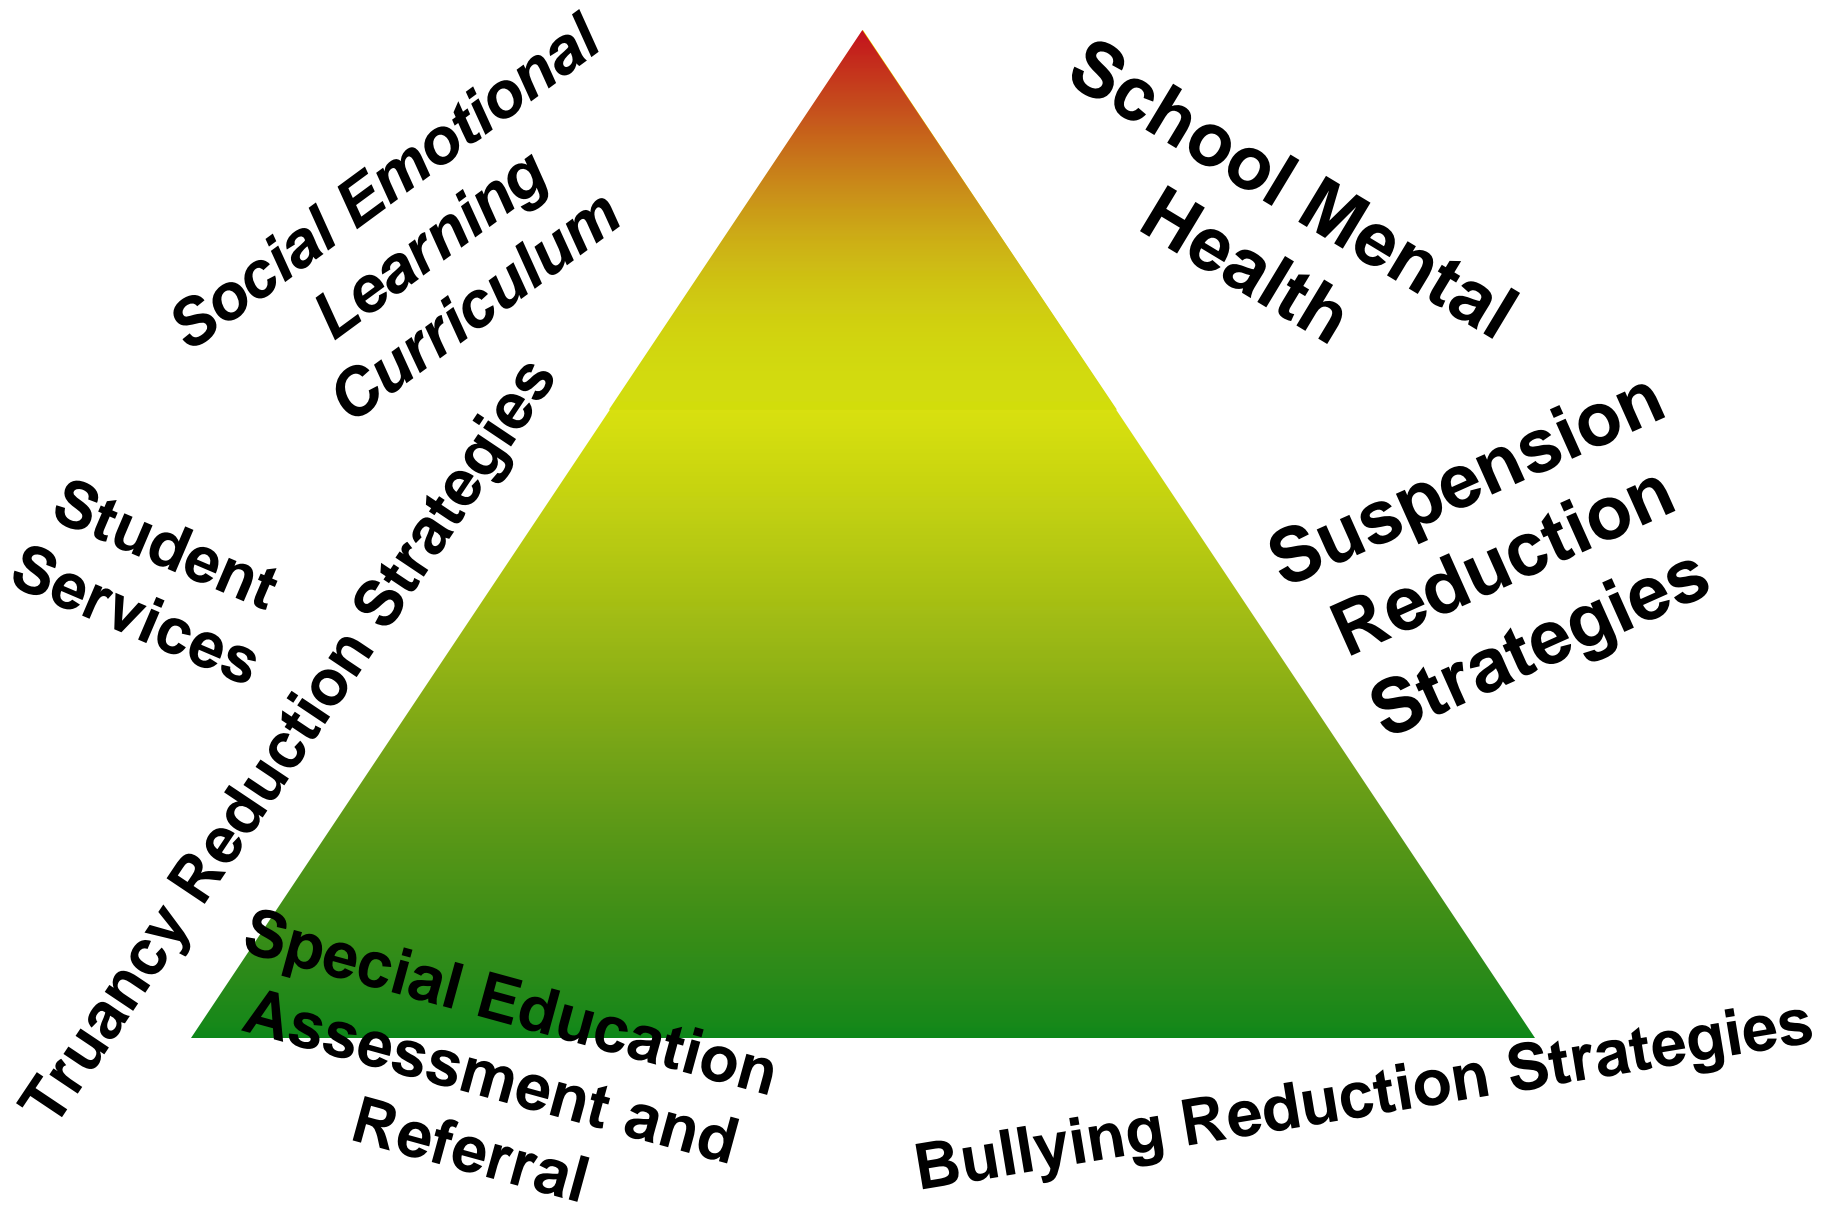 Social Emotional
Learning
Curriculum
School Mental
Health
Truancy Reduction Strategies
Suspension
Reduction
Strategies
Student
Services
Special Education
Assessment and
Referral
Bullying Reduction Strategies